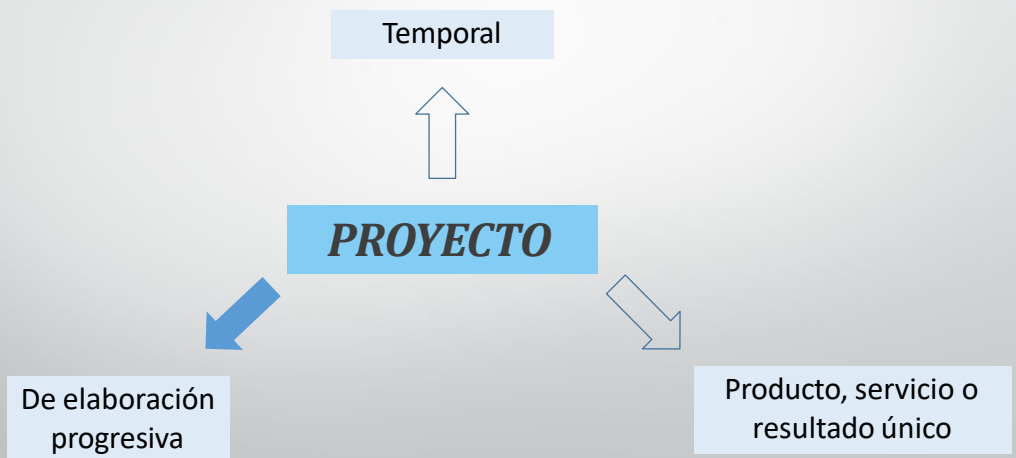 Temporal
PROYECTO
De elaboración
progresiva
Producto, servicio o
resultado único